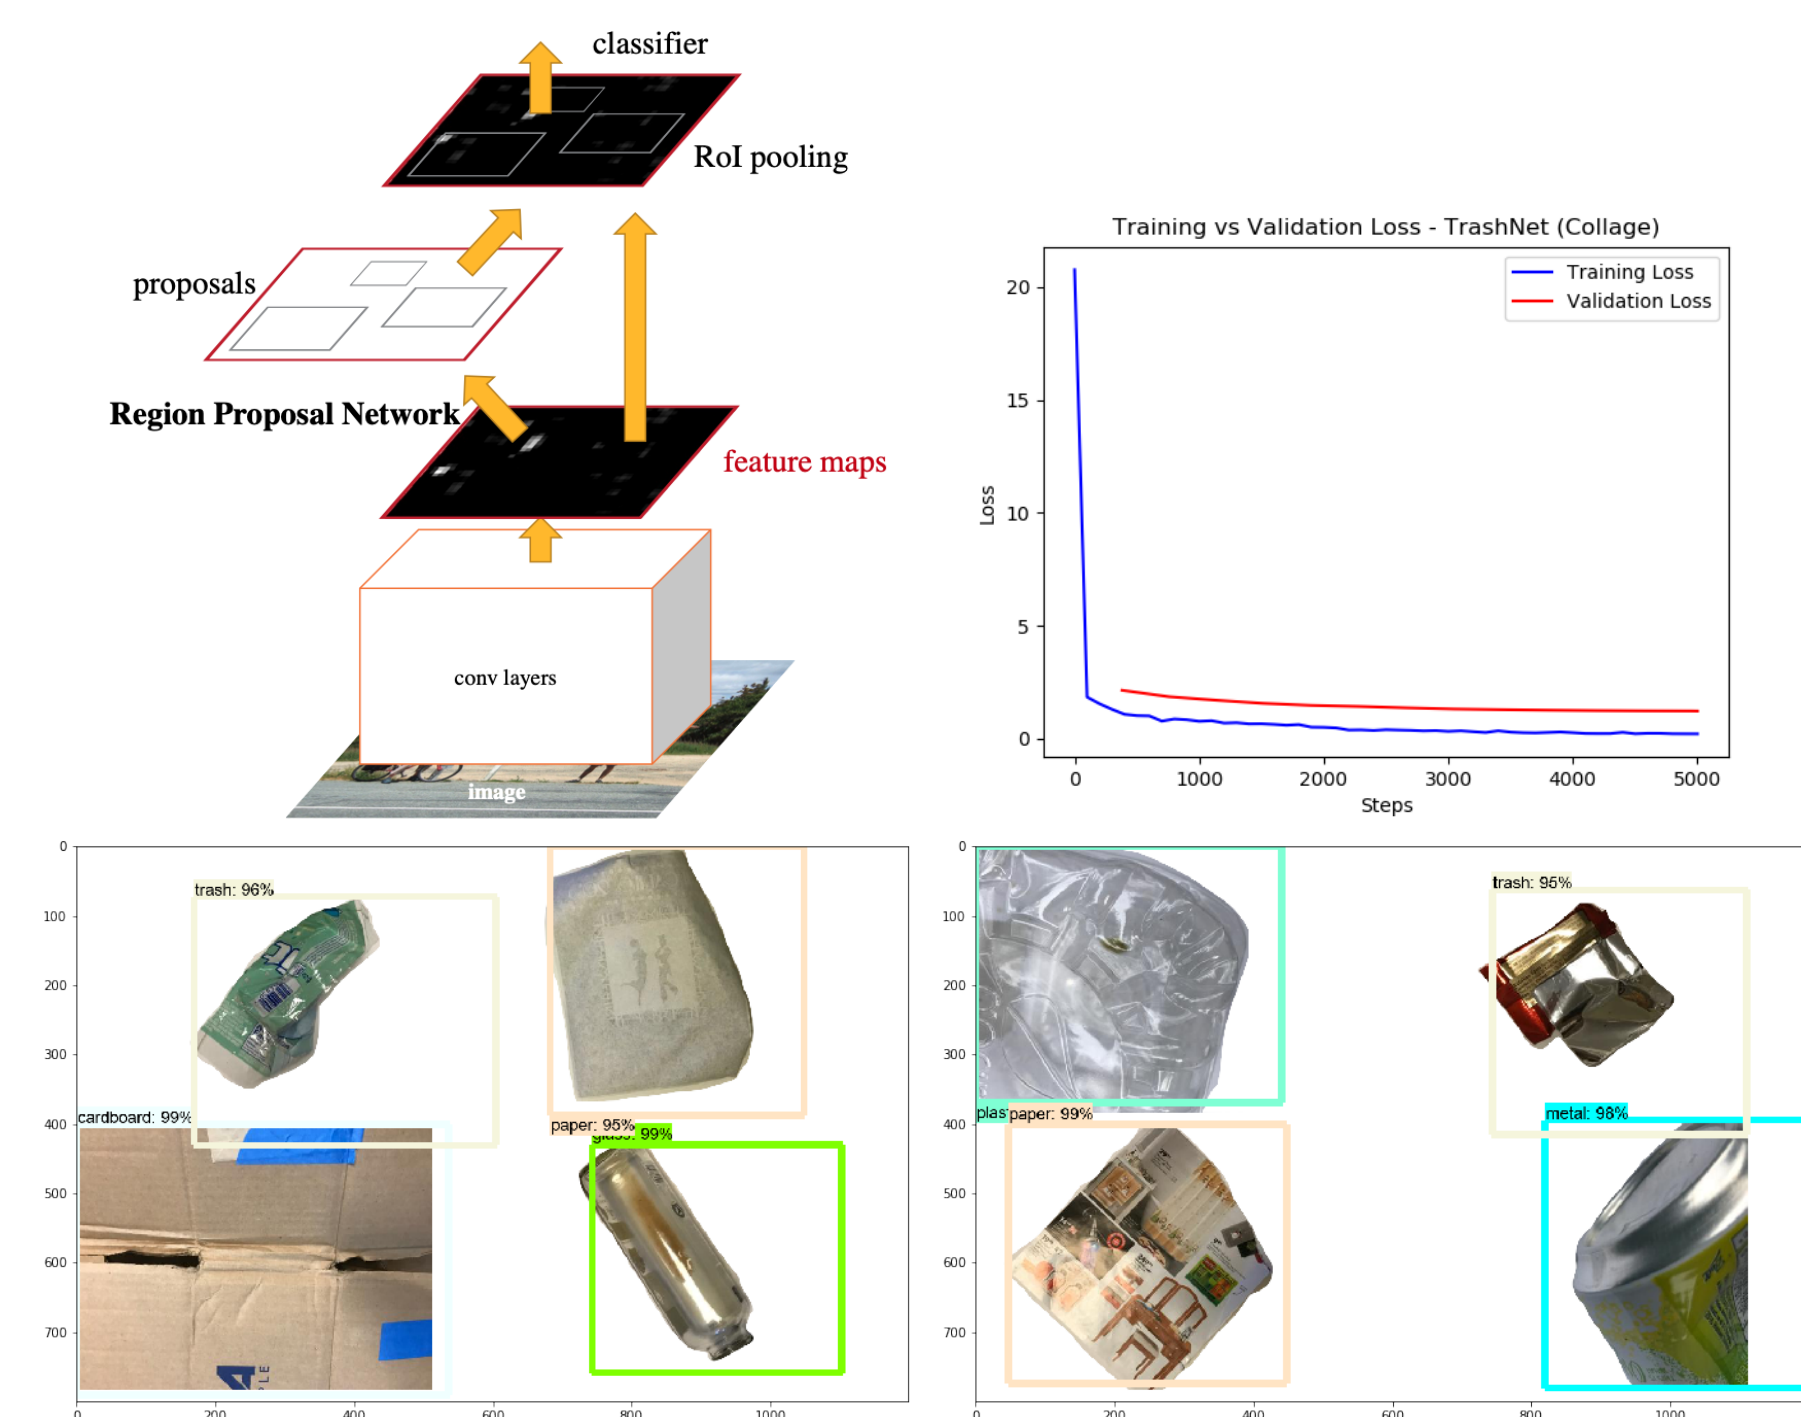 classifier
RoI pooling
proposals
Region Proposal Network
feature maps
conv layers
image
Training vs Validation Loss - TrashNet (Collage)
Training Loss
Validation Loss
Loss
20
15
10
5
0
0 1000 2000 3000 4000 5000
Steps
0
100
200
300
400
500
600
700
0 200 400 600 800 1000
trash: 96%
cardboard: 99%
paper: 95%
glass: 99%
A
PLE
0
100
200
300
400
500
600
700
0 200 400 600 800 1000
trash: 95%
plas
paper: 99%
metal: 98%